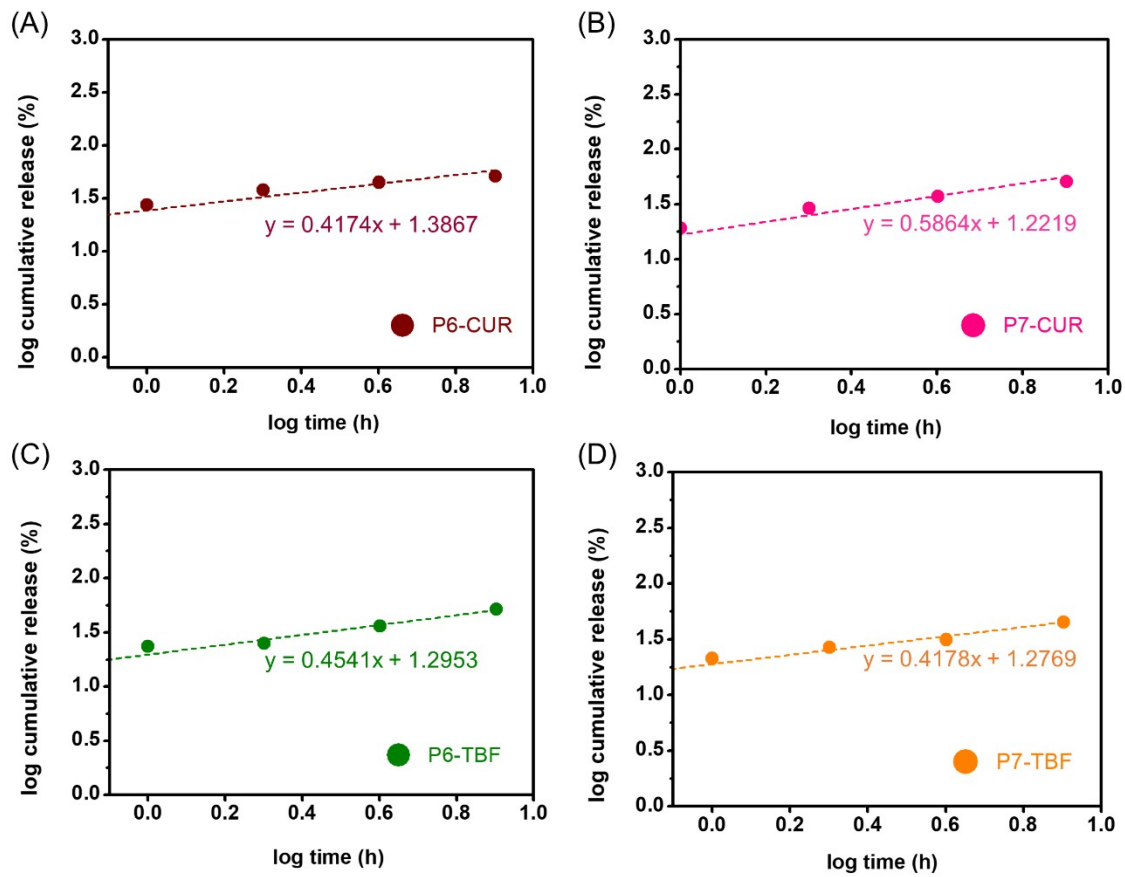 (A)
log cumulative release (%)
3.0
2.5
2.0
1.5
1.0
0.5
0.0
y = 0.4174x + 1.3867
P6-CUR
0.0 0.2 0.4 0.6 0.8 1.0
log time (h)
(B)
log cumulative release (%)
3.0
2.5
2.0
1.5
1.0
0.5
0.0
y = 0.5864x + 1.2219
P7-CUR
0.0 0.2 0.4 0.6 0.8 1.0
log time (h)
(C)
log cumulative release (%)
3.0
2.5
2.0
1.5
1.0
0.5
0.0
y = 0.4541x + 1.2953
P6-TBF
0.0 0.2 0.4 0.6 0.8 1.0
log time (h)
(D)
log cumulative release (%)
3.0
2.5
2.0
1.5
1.0
0.5
0.0
y = 0.4178x + 1.2769
P7-TBF
0.0 0.2 0.4 0.6 0.8 1.0
log time (h)